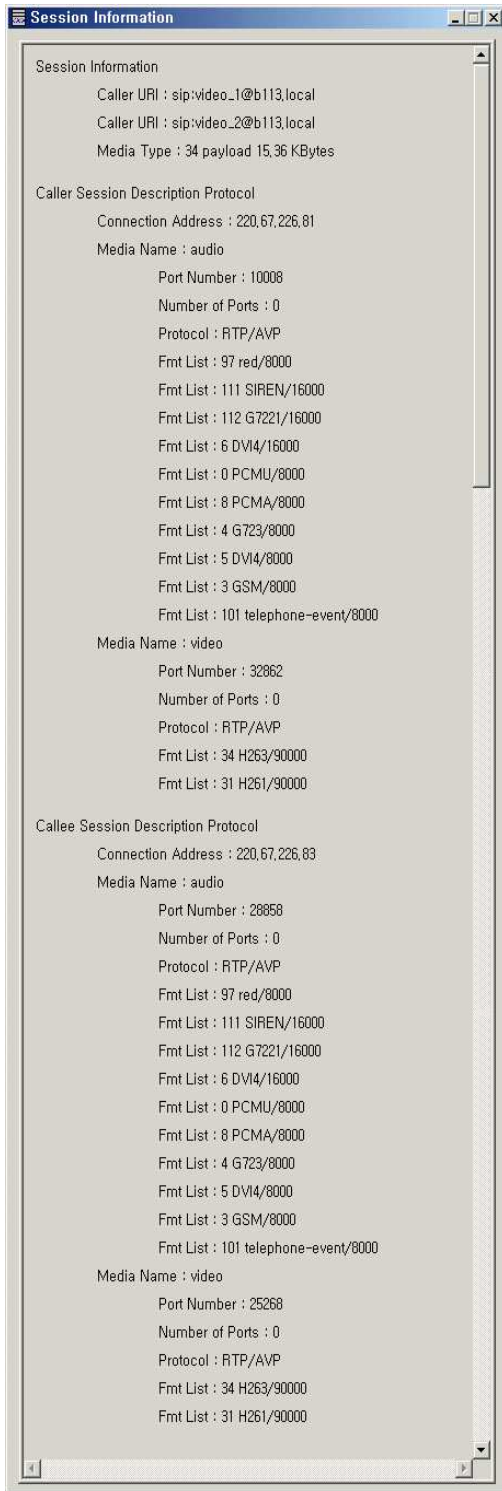 Session Information
Session Information
Caller URI : sip:video_1@b113,local
Caller URI : sip:video_2@b113,local
Media Type : 34 payload 15,36 KBytes
Caller Session Description Protocol
Connection Address : 220,67,226,81
Media Name : audio
Port Number : 10008
Number of Ports : 0
Protocol : RTP/AVP
Fmt List : 97 red/8000
Fmt List : 111 SIREN/16000
Fmt List : 112 G7221/16000
Fmt List : 6 DVI4/16000
Fmt List : 0 PCMU/8000
Fmt List : 8 PCMA/8000
Fmt List : 4 G723/8000
Fmt List : 5 DVI4/8000
Fmt List : 3 GSM/8000
Fmt List : 101 telephone-event/8000
Media Name : video
Port Number : 32862
Number of Ports : 0
Protocol : RTP/AVP
Fmt List : 34 H263/90000
Fmt List : 31 H261/90000
Callee Session Description Protocol
Connection Address : 220,67,226,83
Media Name : audio
Port Number : 28858
Number of Ports : 0
Protocol : RTP/AVP
Fmt List : 97 red/8000
Fmt List : 111 SIREN/16000
Fmt List : 112 G7221/16000
Fmt List : 6 DVI4/16000
Fmt List : 0 PCMU/8000
Fmt List : 8 PCMA/8000
Fmt List : 4 G723/8000
Fmt List : 5 DVI4/8000
Fmt List : 3 GSM/8000
Fmt List : 101 telephone-event/8000
Media Name : video
Port Number : 25268
Number of Ports : 0
Protocol : RTP/AVP
Fmt List : 34 H263/90000
Fmt List : 31 H261/90000